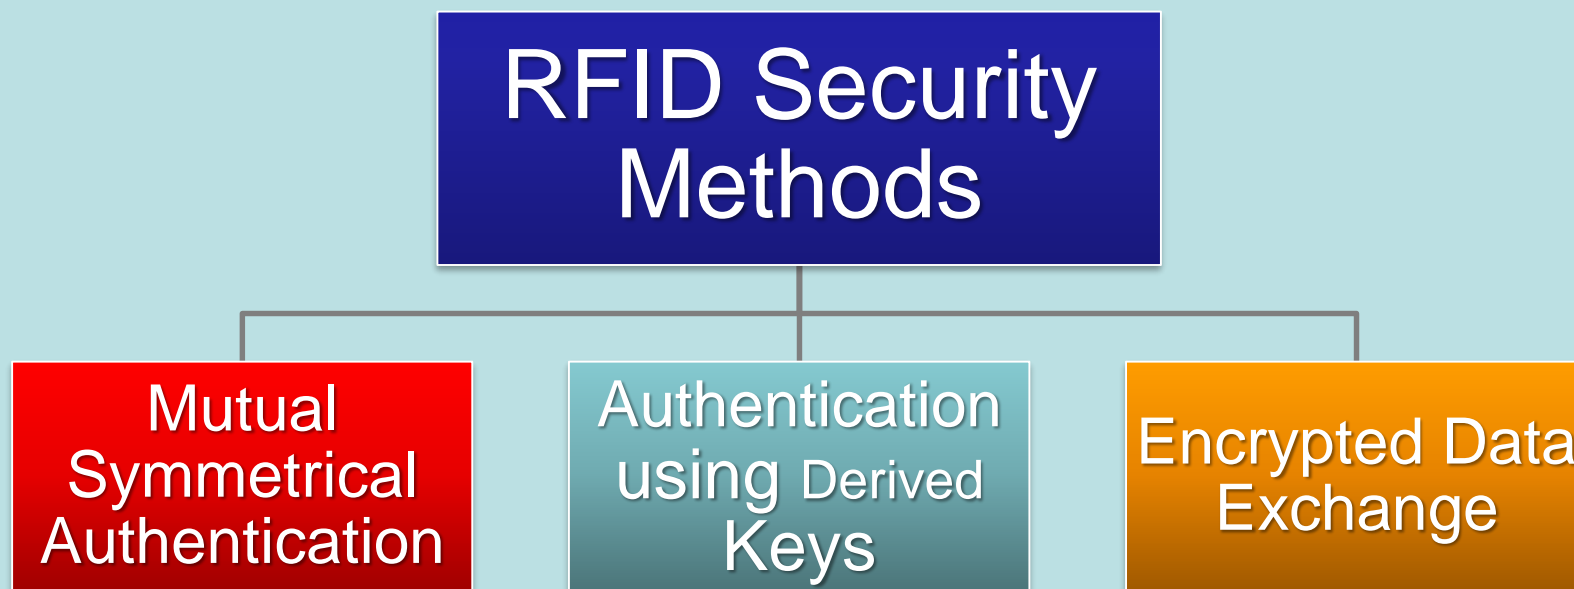 RFID Security
Methods
Mutual
Symmetrical
Authentication
Authentication
using Derived
Keys
Encrypted Data
Exchange